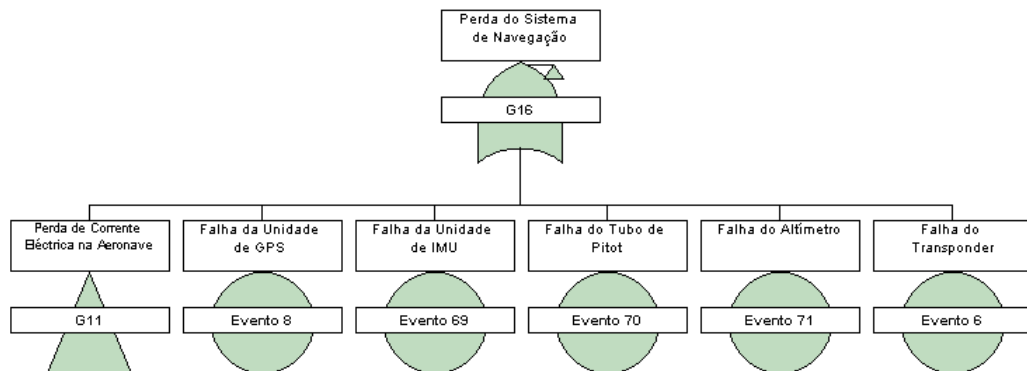 Perda do Sistema
de Navegação
G16
Perda de Corrente
Eléctrica na Aeronave
Falha da Unidade
de GPS
Falha da Unidade
de IMU
Falha do Tubo de
Pitot
Falha do Altímetro
Falha do
Transponder
G11
Evento 8
Evento 69
Evento 70
Evento 71
Evento 6